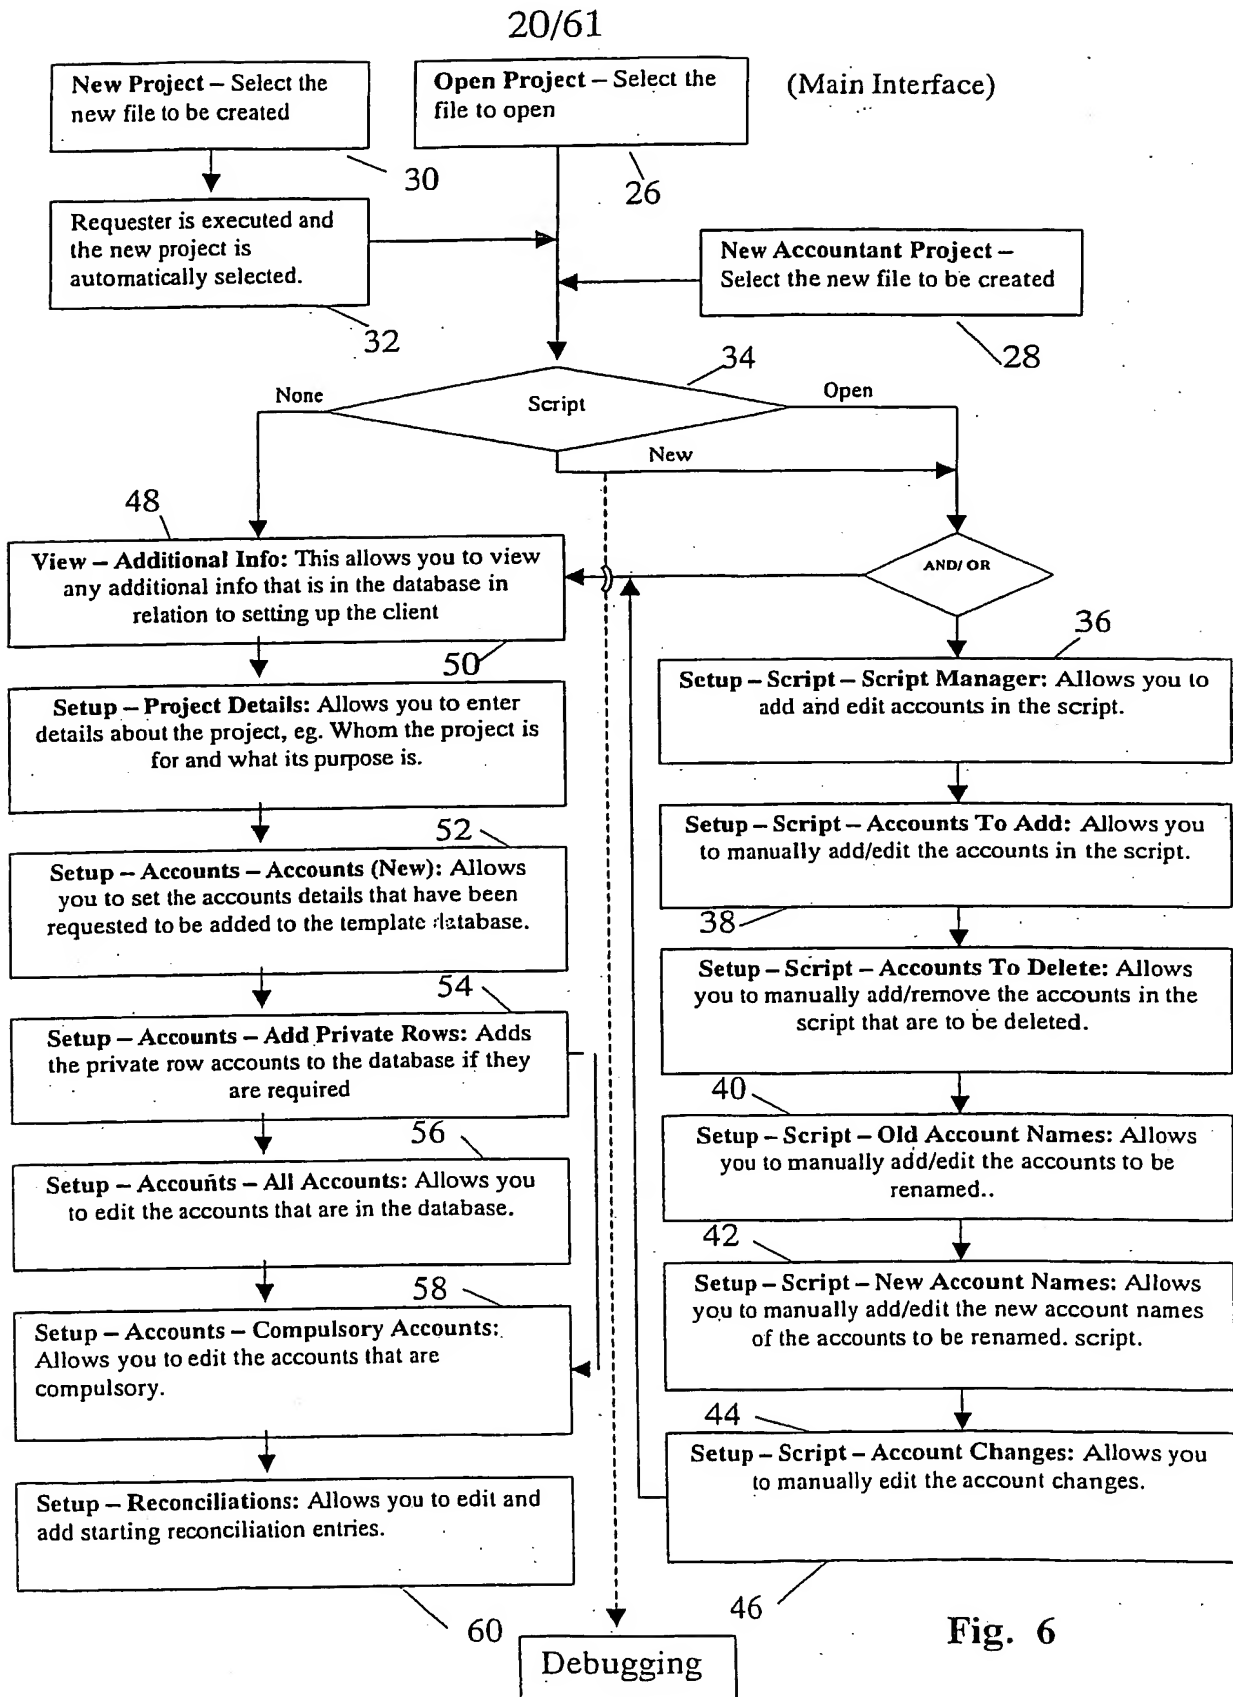 20/61
New Project – Select the
new file to be created
Open Project – Select the
file to open
(Main Interface)
30
26
Requester is executed and
the new project is
automatically selected.
New Accountant Project –
Select the new file to be created
32
28
34
None
Script
Open
New
48
View – Additional Info: This allows you to view
any additional info that is in the database in
relation to setting up the client
AND/ OR
50
36
Setup – Project Details: Allows you to enter
details about the project, eg. Whom the project is
for and what its purpose is.
Setup – Script – Script Manager: Allows you to
add and edit accounts in the script.
52
Setup – Accounts – Accounts (New): Allows
you to set the accounts details that have been
requested to be added to the template database.
Setup – Script – Accounts To Add: Allows you
to manually add/edit the accounts in the script.
38
54
Setup – Script – Accounts To Delete: Allows
you to manually add/remove the accounts in the
script that are to be deleted.
Setup – Accounts – Add Private Rows: Adds
the private row accounts to the database if they
are required
40
Setup – Script – Old Account Names: Allows
you to manually add/edit the accounts to be
renamed..
56
Setup – Accounts – All Accounts: Allows you
to edit the accounts that are in the database.
42
Setup – Script – New Account Names: Allows
you to manually add/edit the new account names
of the accounts to be renamed. script.
58
Setup – Accounts – Compulsory Accounts:
Allows you to edit the accounts that are
compulsory.
44
Setup – Script – Account Changes: Allows you
to manually edit the account changes.
Setup – Reconciliations: Allows you to edit and
add starting reconciliation entries.
46
60
Fig. 6
Debugging